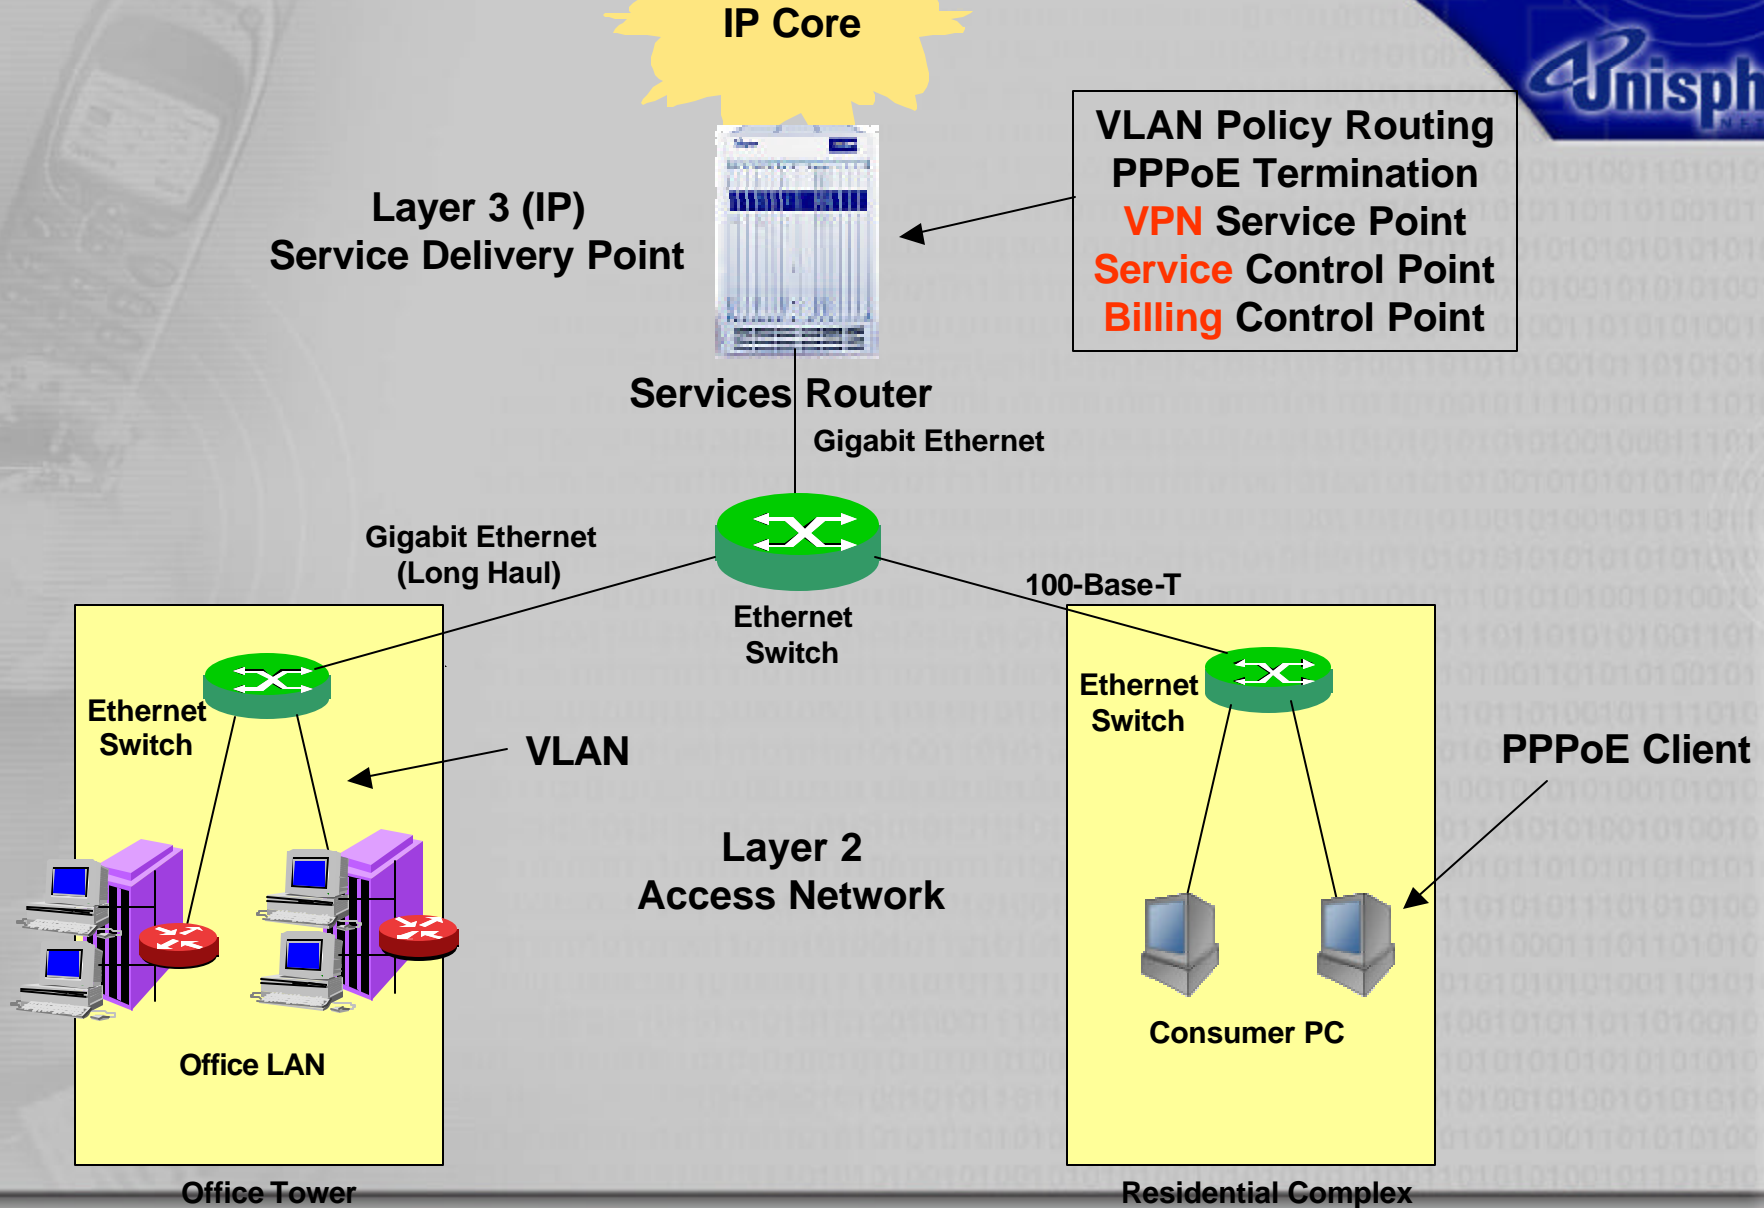 IP Core
VLAN Policy Routing
PPPoE Termination
VPN Service Point
Service Control Point
Billing Control Point
Layer 3 (IP)
Service Delivery Point
Services Router
Gigabit Ethernet
Gigabit Ethernet
(Long Haul)
100-Base-T
Ethernet
Switch
Ethernet
Switch
Ethernet
Switch
VLAN
PPPoE Client
Layer 2
Access Network
Office LAN
Consumer PC
Office Tower
Residential Complex